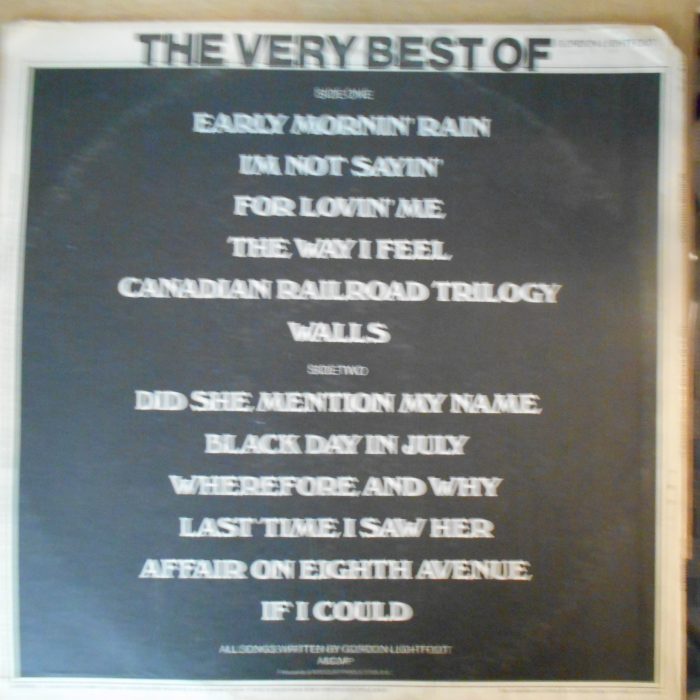 THE VERY BEST OF
GORDON LIGHTFOOT
SIDE ONE
EARLY MORNIN' RAIN
I'M NOT SAYIN'
FOR LOVIN' ME
THE WAY I FEEL
CANADIAN RAILROAD TRILOGY
WALLS
SIDE TWO
DID SHE MENTION MY NAME
BLACK DAY IN JULY
WHEREFORE AND WHY
LAST TIME I SAW HER
AFFAIR ON EIGHTH AVENUE
IF I COULD
ALL SONGS WRITTEN BY GORDON LIGHTFOOT
ASCAP